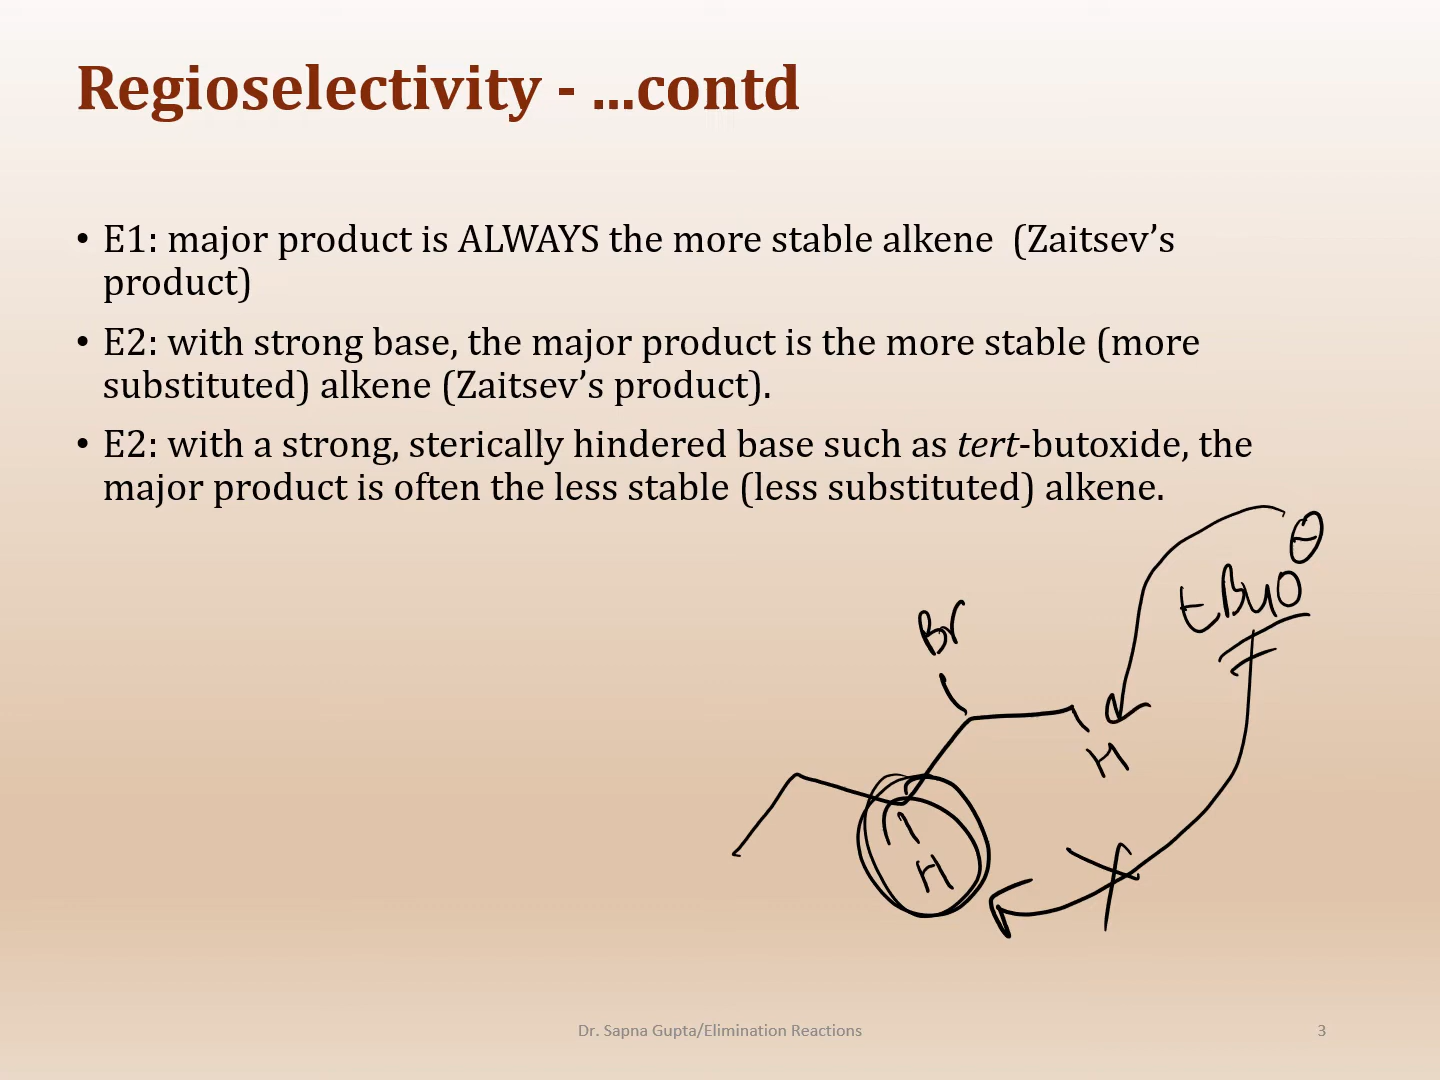 Regioselectivity - ...contd
• E1: major product is ALWAYS the more stable alkene (Zaitsev’s
product)
• E2: with strong base, the major product is the more stable (more
substituted) alkene (Zaitsev’s product).
• E2: with a strong, sterically hindered base such as tert-butoxide, the
major product is often the less stable (less substituted) alkene.
⊖
tBuO
Br
H
H
Dr. Sapna Gupta/Elimination Reactions
3